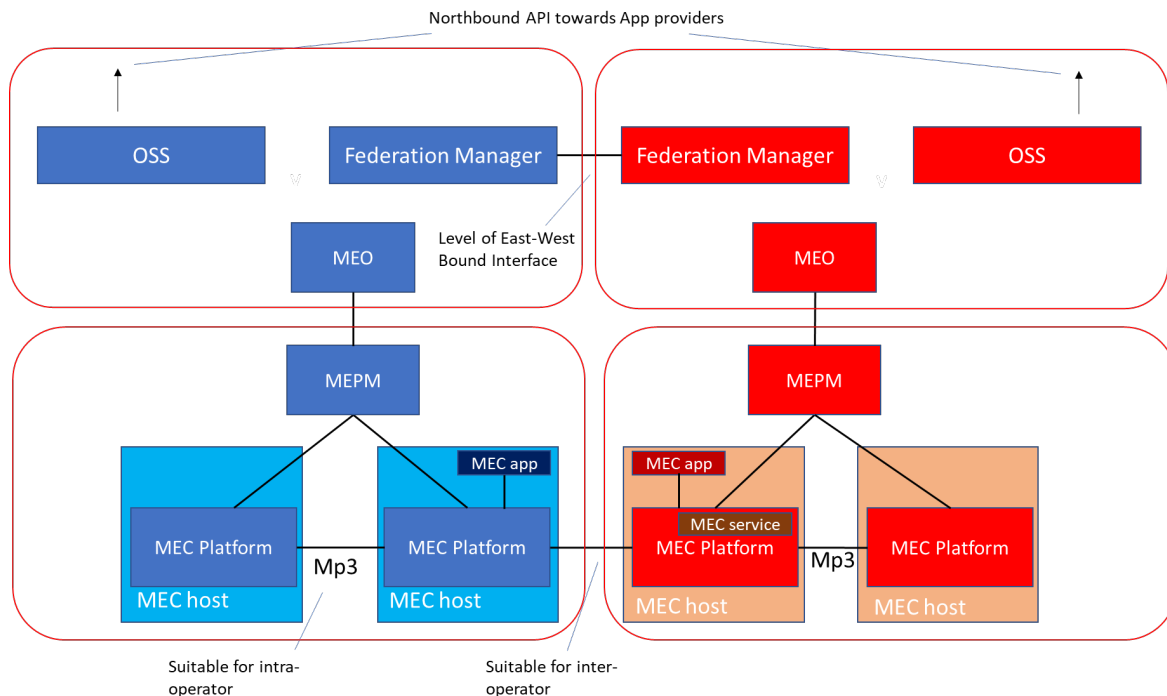 Northbound API towards App providers
OSS
Federation Manager
Federation Manager
OSS
v
v
Level of East-West
Bound Interface
MEO
MEO
MEPM
MEPM
MEC app
MEC app
MEC service
MEC Platform
MEC Platform
MEC Platform
MEC Platform
Mp3
Mp3
MEC host
MEC host
MEC host
MEC host
Suitable for intra-
operator
Suitable for inter-
operator